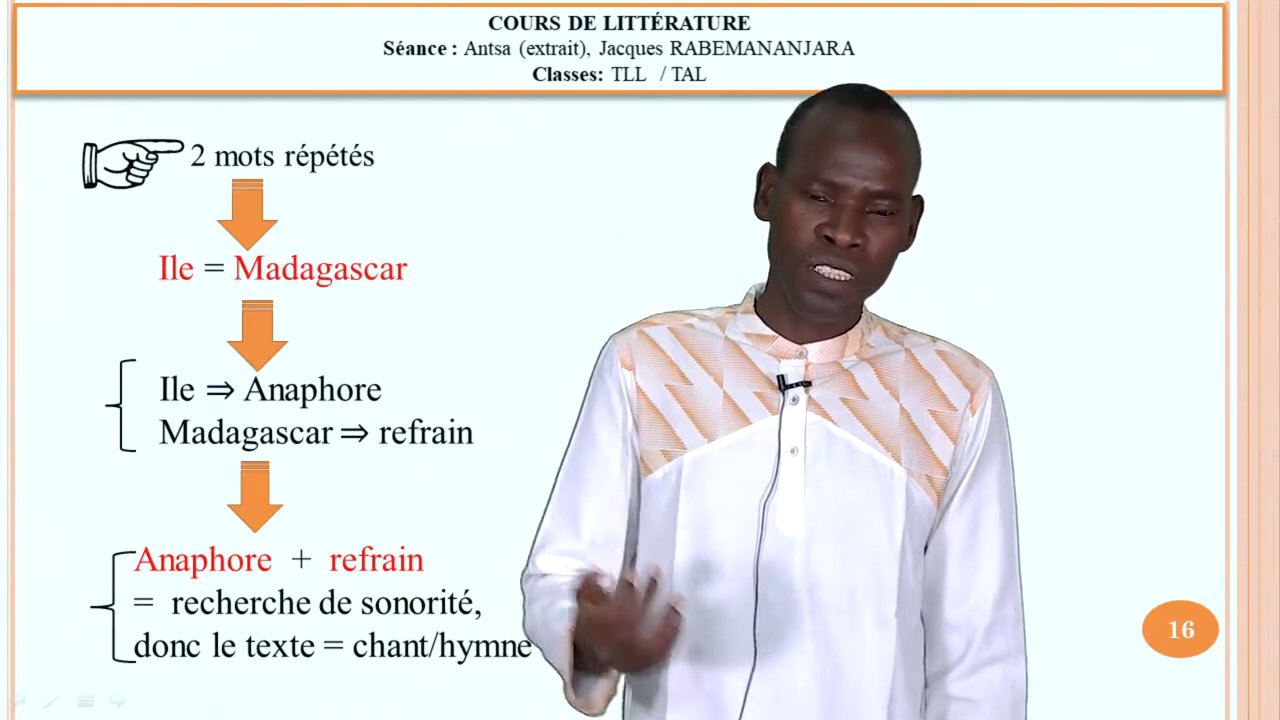 COURS DE LITTÉRATURE
Séance : Antsa (extrait), Jacques RABEMANANJARA
Classes: TLL / TAL
2 mots répétés
Ile = Madagascar
Ile ⇒ Anaphore
Madagascar ⇒ refrain
Anaphore + refrain
= recherche de sonorité,
donc le texte = chant/hymne
16